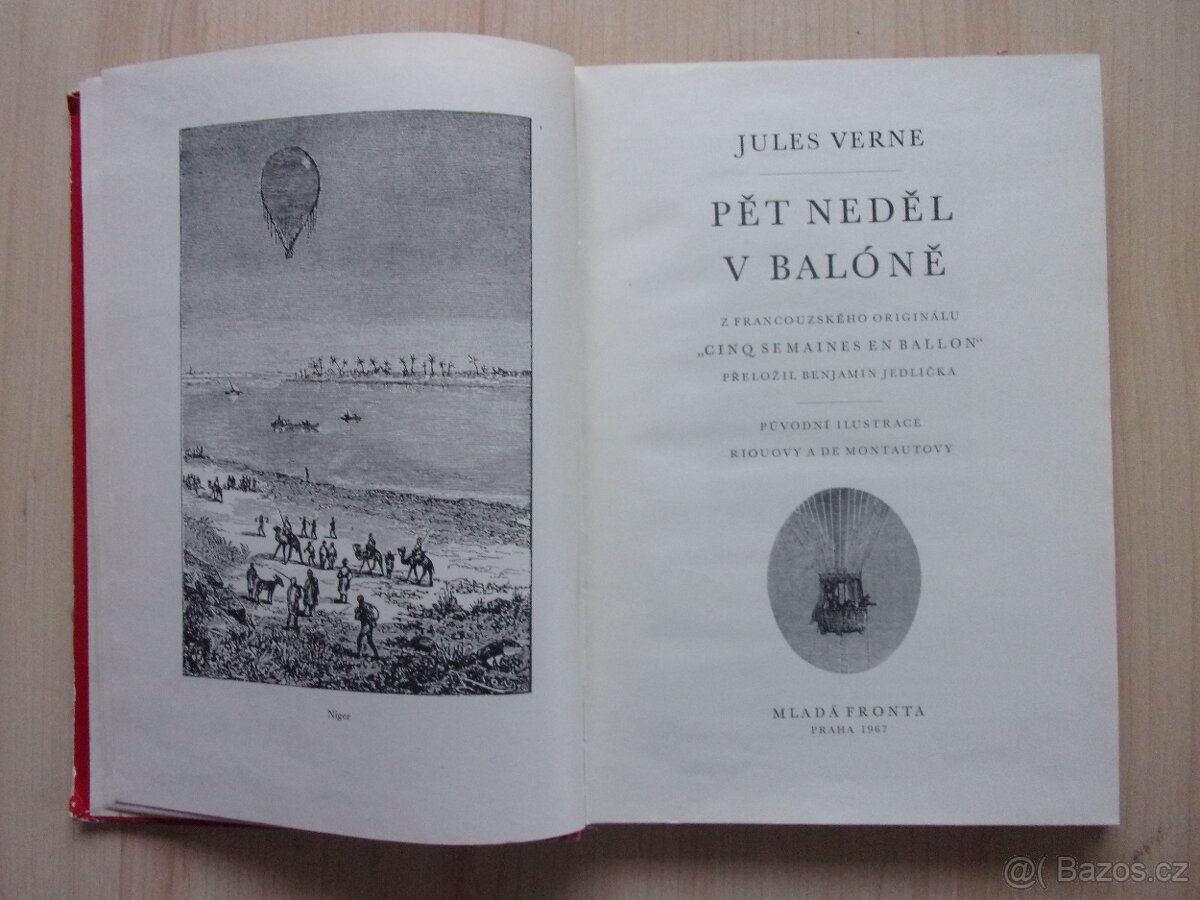 Niger
JULES VERNE
PĚT NEDĚL
V BALÓNĚ
Z FRANCOUZSKÉHO ORIGINÁLU
„CINQ SEMAINES EN BALLON“
PŘELOŽIL BENJAMIN JEDLIČKA
PŮVODNÍ ILUSTRACE
RIOUOVY A DE MONTAUTOVY
MLADÁ FRONTA
PRAHA 1967
@( Bazos.cz